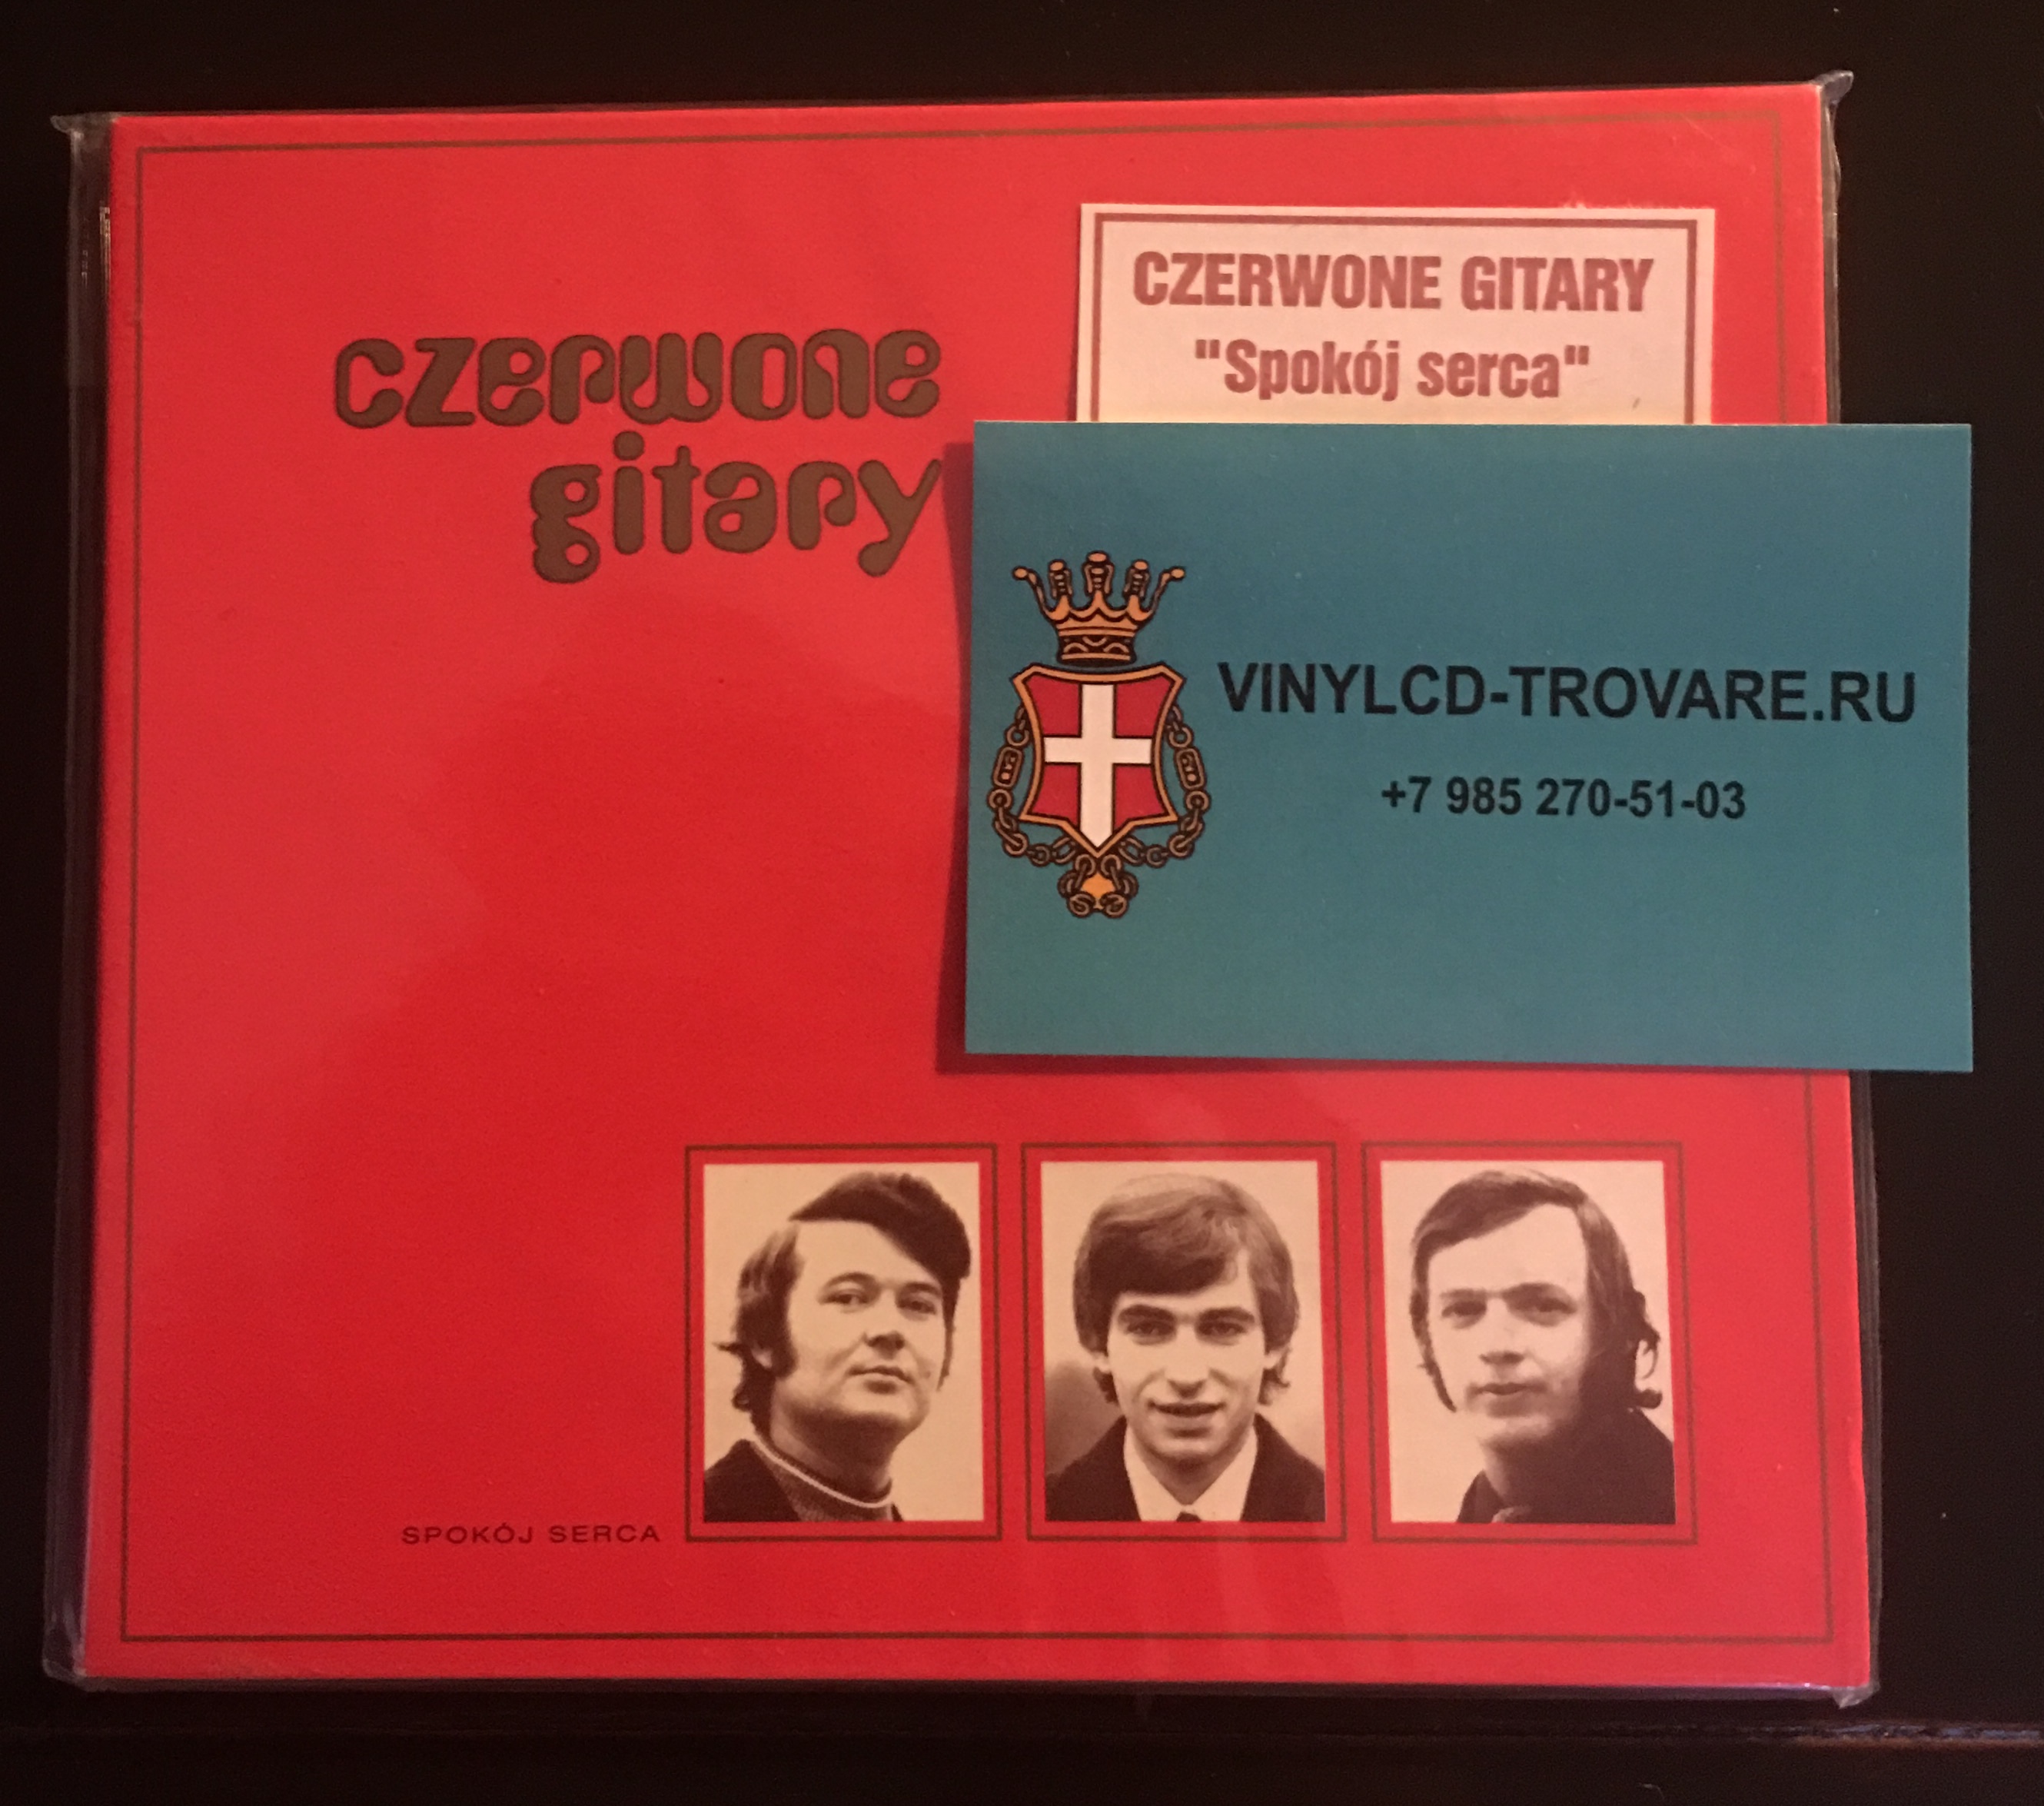 czerwone
gitary
CZERWONE GITARY
"Spokój serca"
VINYLCD-TROVARE.RU
+7 985 270-51-03
SPOKÓJ SERCA